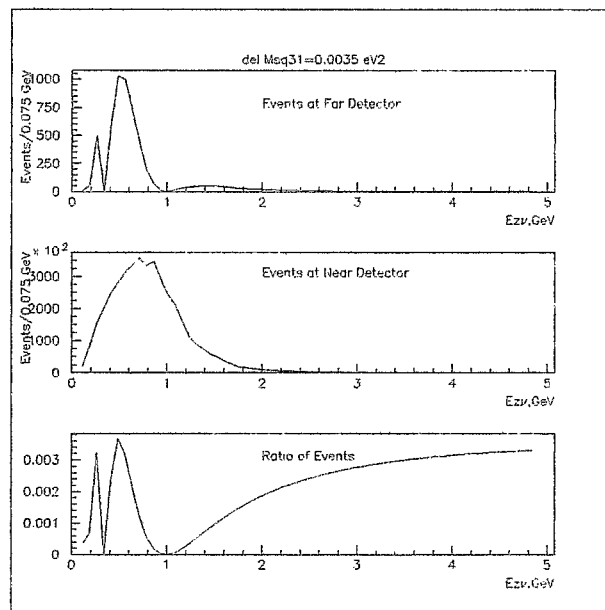 del Msq31=0.0035 eV2
Events/0.075 GeV
1000
750
500
250
0
Events at Far Detector
0 1 2 3 4 5
Ezν,GeV
× 10²
Events/0.075 GeV
3000
2000
1000
0
Events at Near Detector
0 1 2 3 4 5
Ezν,GeV
0.003
0.002
0.001
0
Ratio of Events
0 1 2 3 4 5
Ezν,GeV